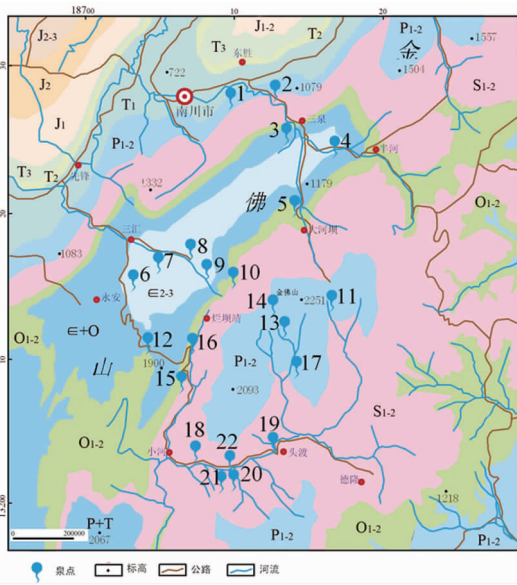 18700 10 20
J2-3 T3 J1-2 T2 P1-2 金 1557
东胜
722 1504
J2 1 2 1079 S1-2
T1 南川市
三泉
J1 P1-2 3 4
半河
T3 T2 先锋
1332 1179
佛 5 O1-2
大河坝
三汇
1083 8
7 9
6 10
∈2-3 14 金佛山 2251 11
永安
烂坝箐 13
O1-2 ∈+O 12 16
山 1900 P1-2 17
15 2093
S1-2
O1-2 18 22 19
小河 头渡
21 20 德隆
1218
P+T O1-2
2067 P1-2
0 200000
泉点 标高 公路 河流